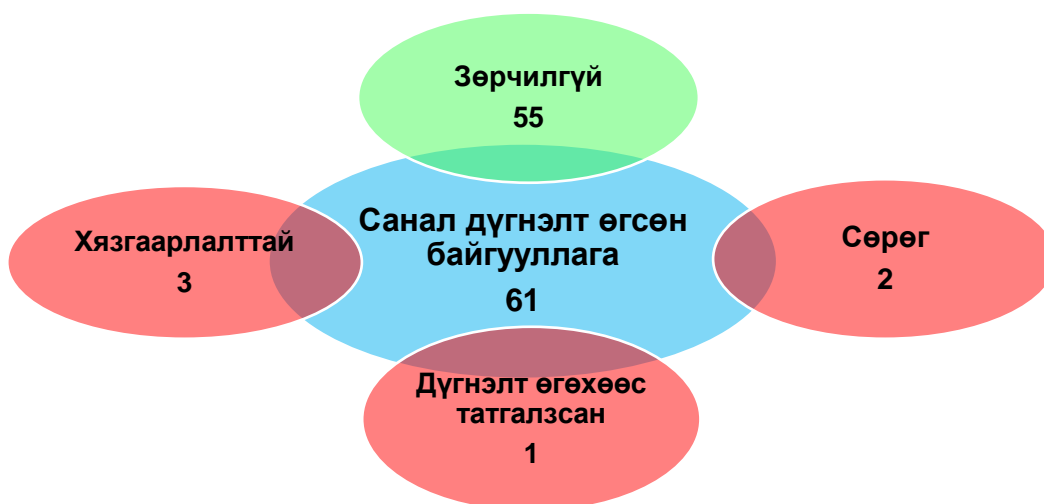 Зөрчилгүй
55
Хязгаарлалттай
3
Санал дүгнэлт өгсөн
байгууллага
61
Сөрөг
2
Дүгнэлт өгөхөөс
татгалзсан
1